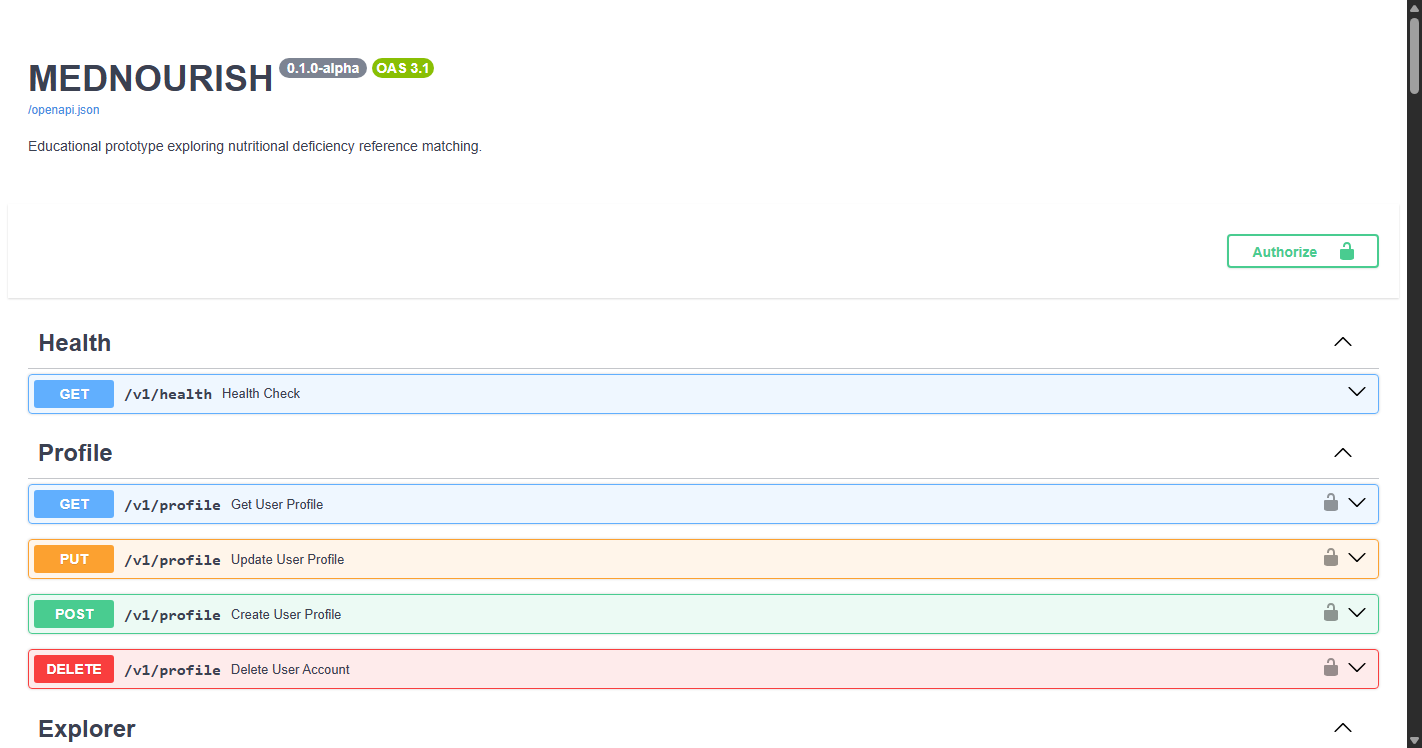 MEDNOURISH 0.1.0-alpha OAS 3.1
/openapi.json
Educational prototype exploring nutritional deficiency reference matching.
Authorize
Health
GET /v1/health Health Check
Profile
GET /v1/profile Get User Profile
PUT /v1/profile Update User Profile
POST /v1/profile Create User Profile
DELETE /v1/profile Delete User Account
Explorer